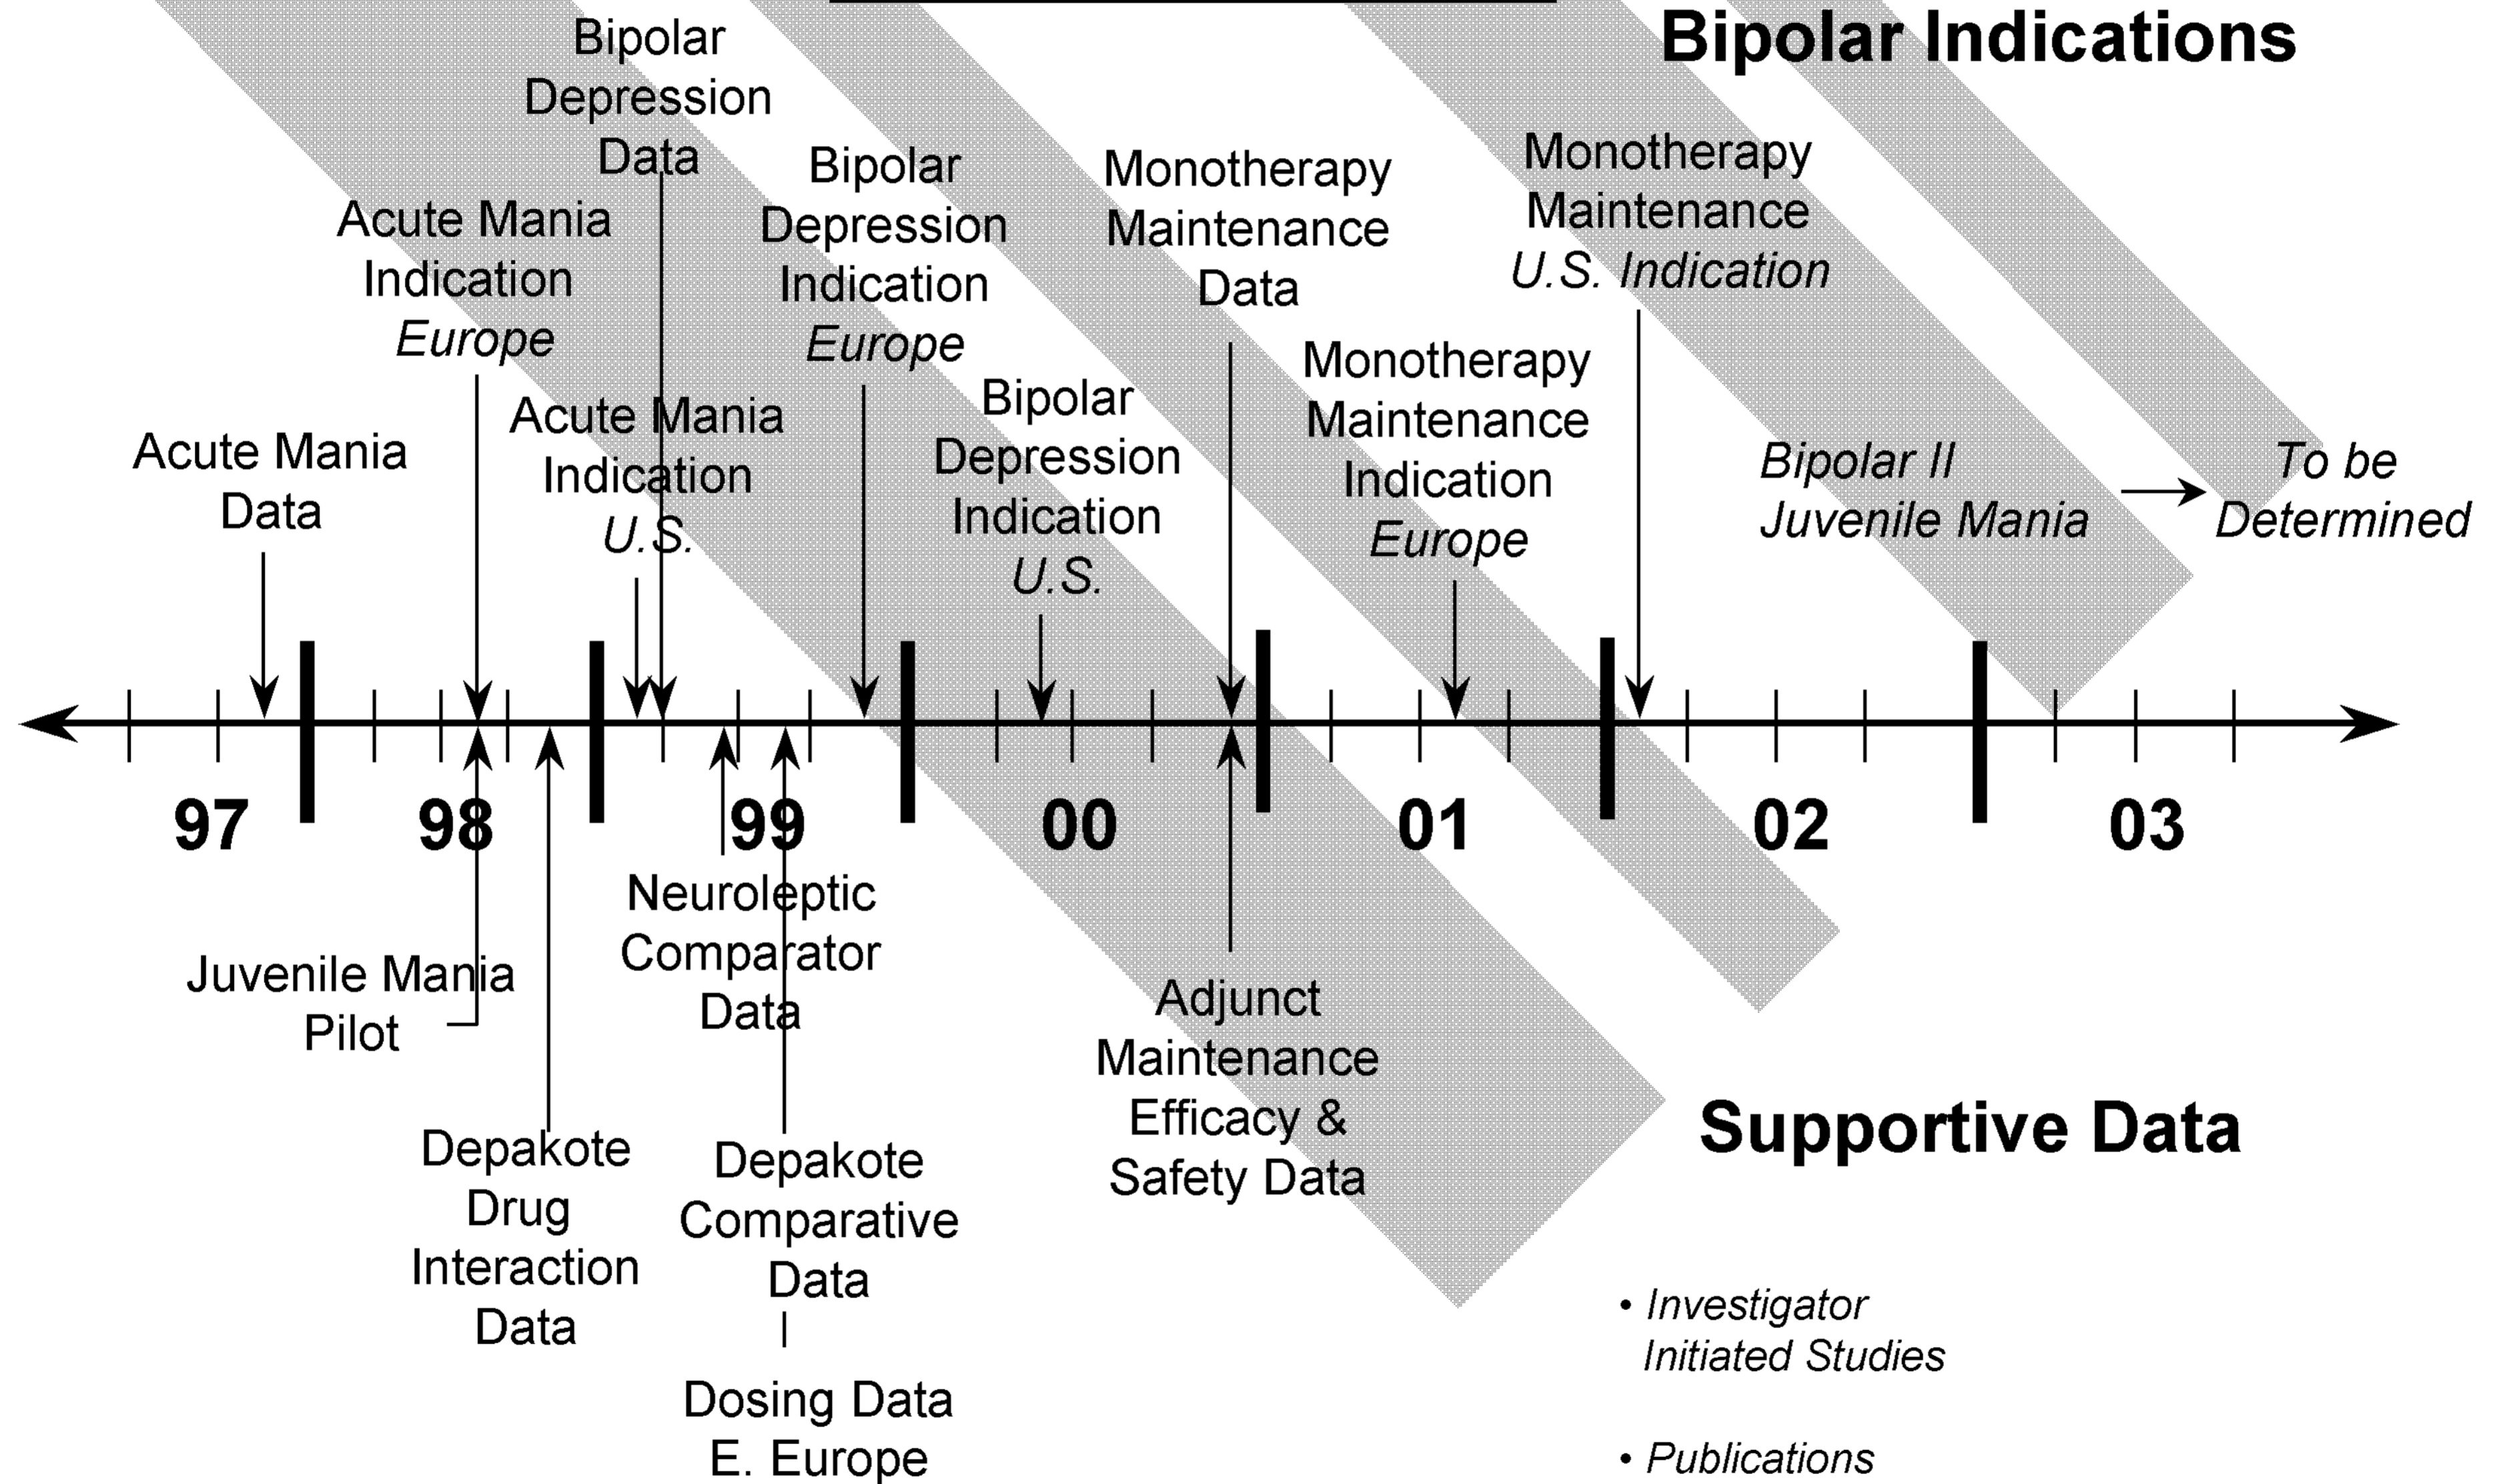 Bipolar Indications
Bipolar
Depression
Data
Acute Mania
Indication
Europe
Bipolar
Depression
Indication
Europe
Monotherapy
Maintenance
Data
Monotherapy
Maintenance
U.S. Indication
Acute Mania
Data
Acute Mania
Indication
U.S.
Bipolar
Depression
Indication
U.S.
Monotherapy
Maintenance
Indication
Europe
Bipolar II
Juvenile Mania
To be
Determined
97
98
99
00
01
02
03
Juvenile Mania
Pilot
Neuroleptic
Comparator
Data
Adjunct
Maintenance
Efficacy &
Safety Data
Supportive Data
Depakote
Drug
Interaction
Data
Depakote
Comparative
Data
Dosing Data
E. Europe
• Investigator
Initiated Studies
• Publications